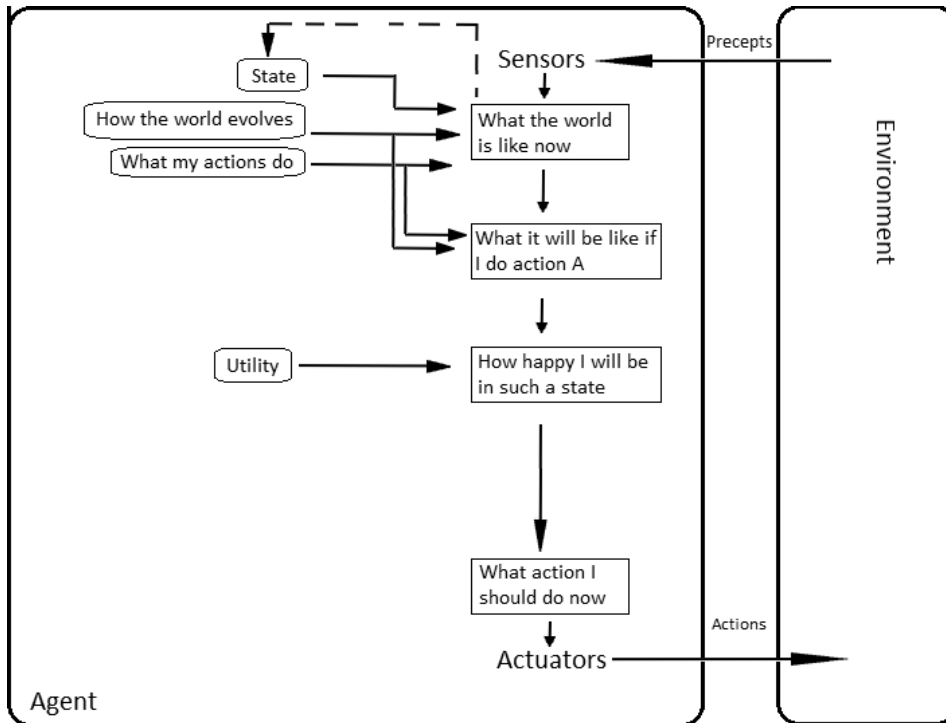 Precepts
Sensors
State
How the world evolves
What the world
is like now
What my actions do
Environment
What it will be like if
I do action A
Utility
How happy I will be
in such a state
What action I
should do now
Actions
Actuators
Agent